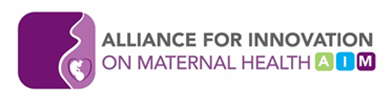 ALLIANCE FOR INNOVATION
ON MATERNAL HEALTH AIM